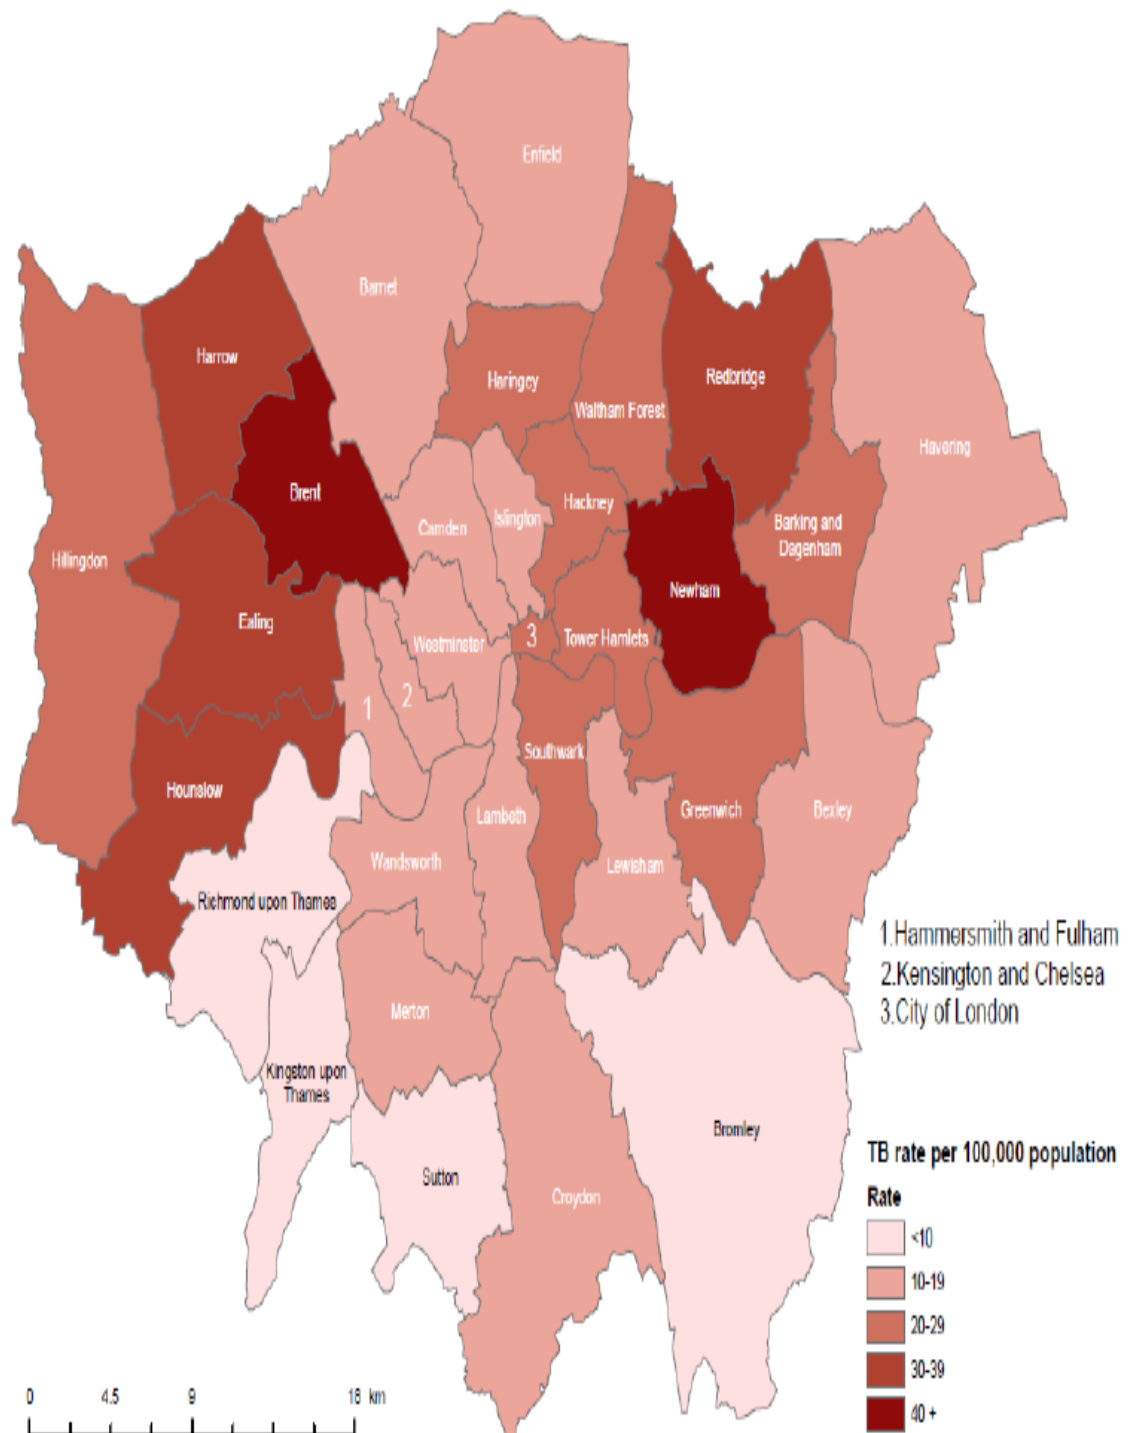 Enfield
Barnet
Harrow
Haringey
Waltham Forest
Redbridge
Havering
Brent
Hackney
Islington
Camden
Barking and
Dagenham
Hillingdon
Newham
Ealing
Westminster
3
Tower Hamlets
2
1
Southwark
Hounslow
Lambeth
Greenwich
Bexley
Wandsworth
Lewisham
Richmond upon Thames
1.Hammersmith and Fulham
2.Kensington and Chelsea
3.City of London
Merton
Kingston upon
Thames
Bromley
Sutton
Croydon
TB rate per 100,000 population
Rate
<10
10-19
20-29
30-39
40 +
0 4.5 9 18 km